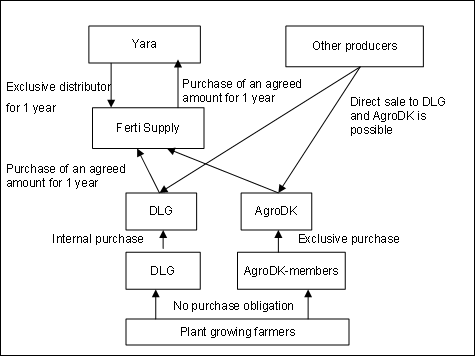 Yara
Other producers
Exclusive distributor
for 1 year
Purchase of an agreed
amount for 1 year
Direct sale to DLG
and AgroDK is
possible
Ferti Supply
Purchase of an agreed
amount for 1 year
DLG
AgroDK
Internal purchase
Exclusive purchase
DLG
AgroDK-members
No purchase obligation
Plant growing farmers